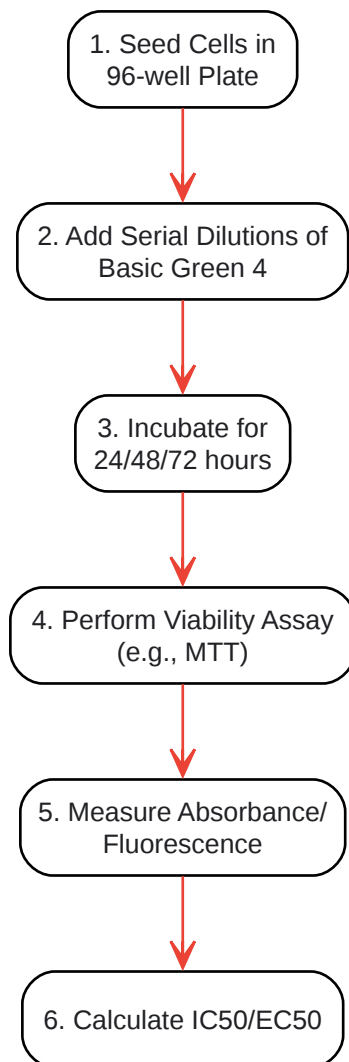 1. Seed Cells in
96-well Plate
2. Add Serial Dilutions of
Basic Green 4
3. Incubate for
24/48/72 hours
4. Perform Viability Assay
(e.g., MTT)
5. Measure Absorbance/
Fluorescence
6. Calculate IC50/EC50